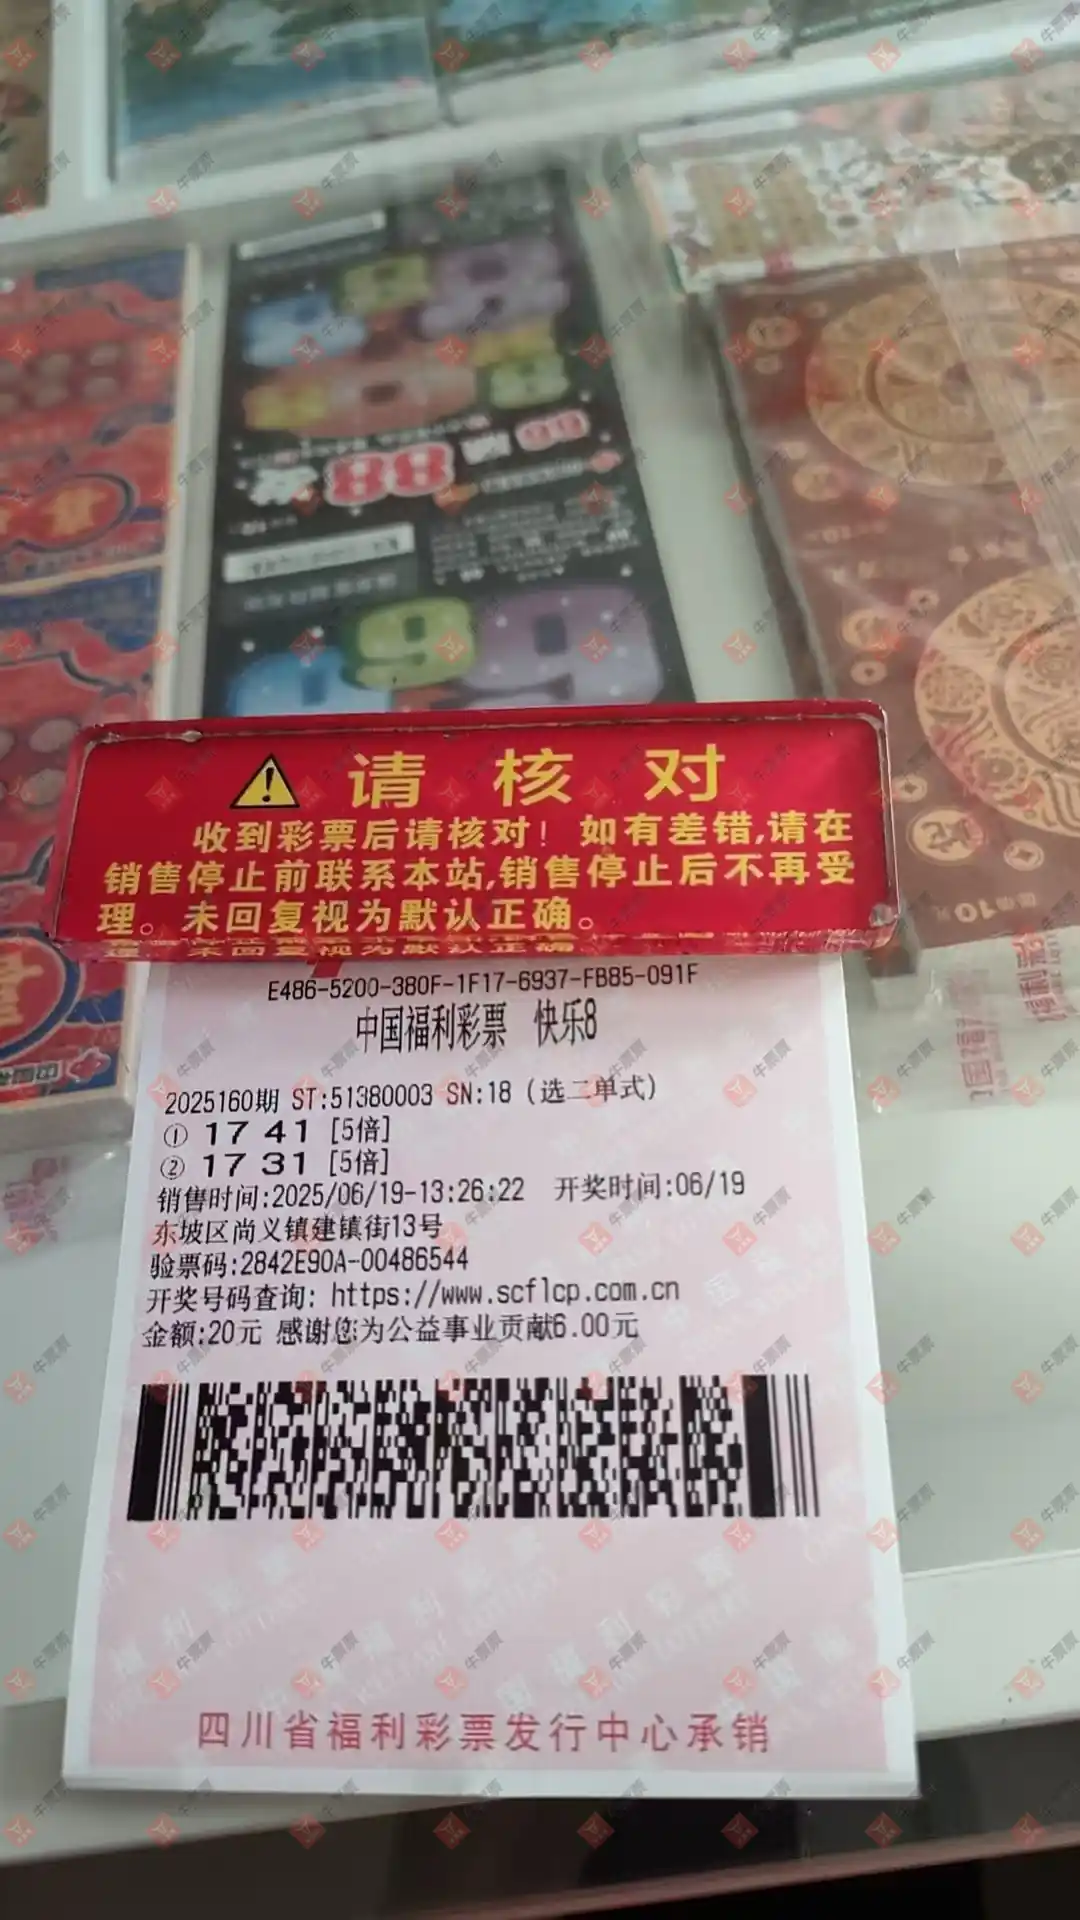 88
99
请核对
收到彩票后请核对！如有差错,请在
销售停止前联系本站,销售停止后不再受
理。未回复视为默认正确。
E486-5200-380F-1F17-6937-FB85-091F
中国福利彩票 快乐8
2025160期 ST:51380003 SN:18 (选二单式)
① 17 41 [5倍]
② 17 31 [5倍]
销售时间:2025/06/19-13:26:22 开奖时间:06/19
东坡区尚义镇建镇街13号
验票码:2842E90A-00486544
开奖号码查询: https://www.scflcp.com.cn
金额:20元 感谢您为公益事业贡献6.00元
四川省福利彩票发行中心承销
牛票票